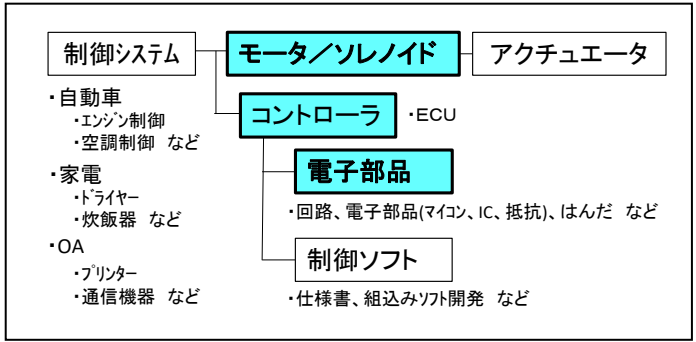 制御システム
モータ／ソレノイド
アクチュエータ
・自動車
・エンジン制御
・空調制御 など
コントローラ
・ECU
・家電
・ドライヤー
・炊飯器 など
電子部品
・回路、電子部品(マイコン、IC、抵抗)、はんだ など
・OA
・プリンター
・通信機器 など
制御ソフト
・仕様書、組込みソフト開発 など